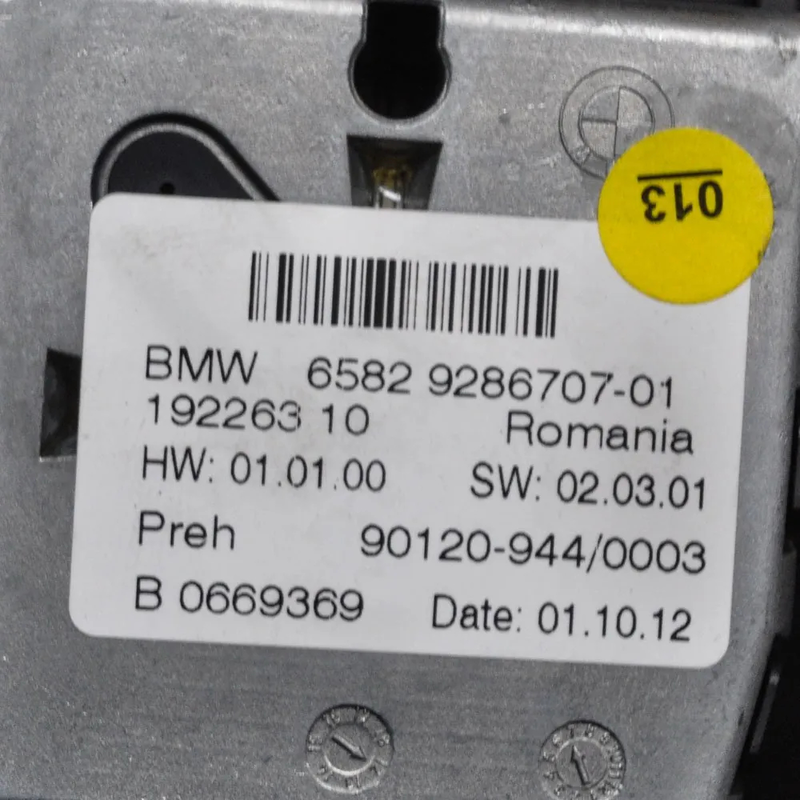 013
BMW 6582 9286707-01
192263 10 Romania
HW: 01.01.00 SW: 02.03.01
Preh 90120-944/0003
B 0669369 Date: 01.10.12